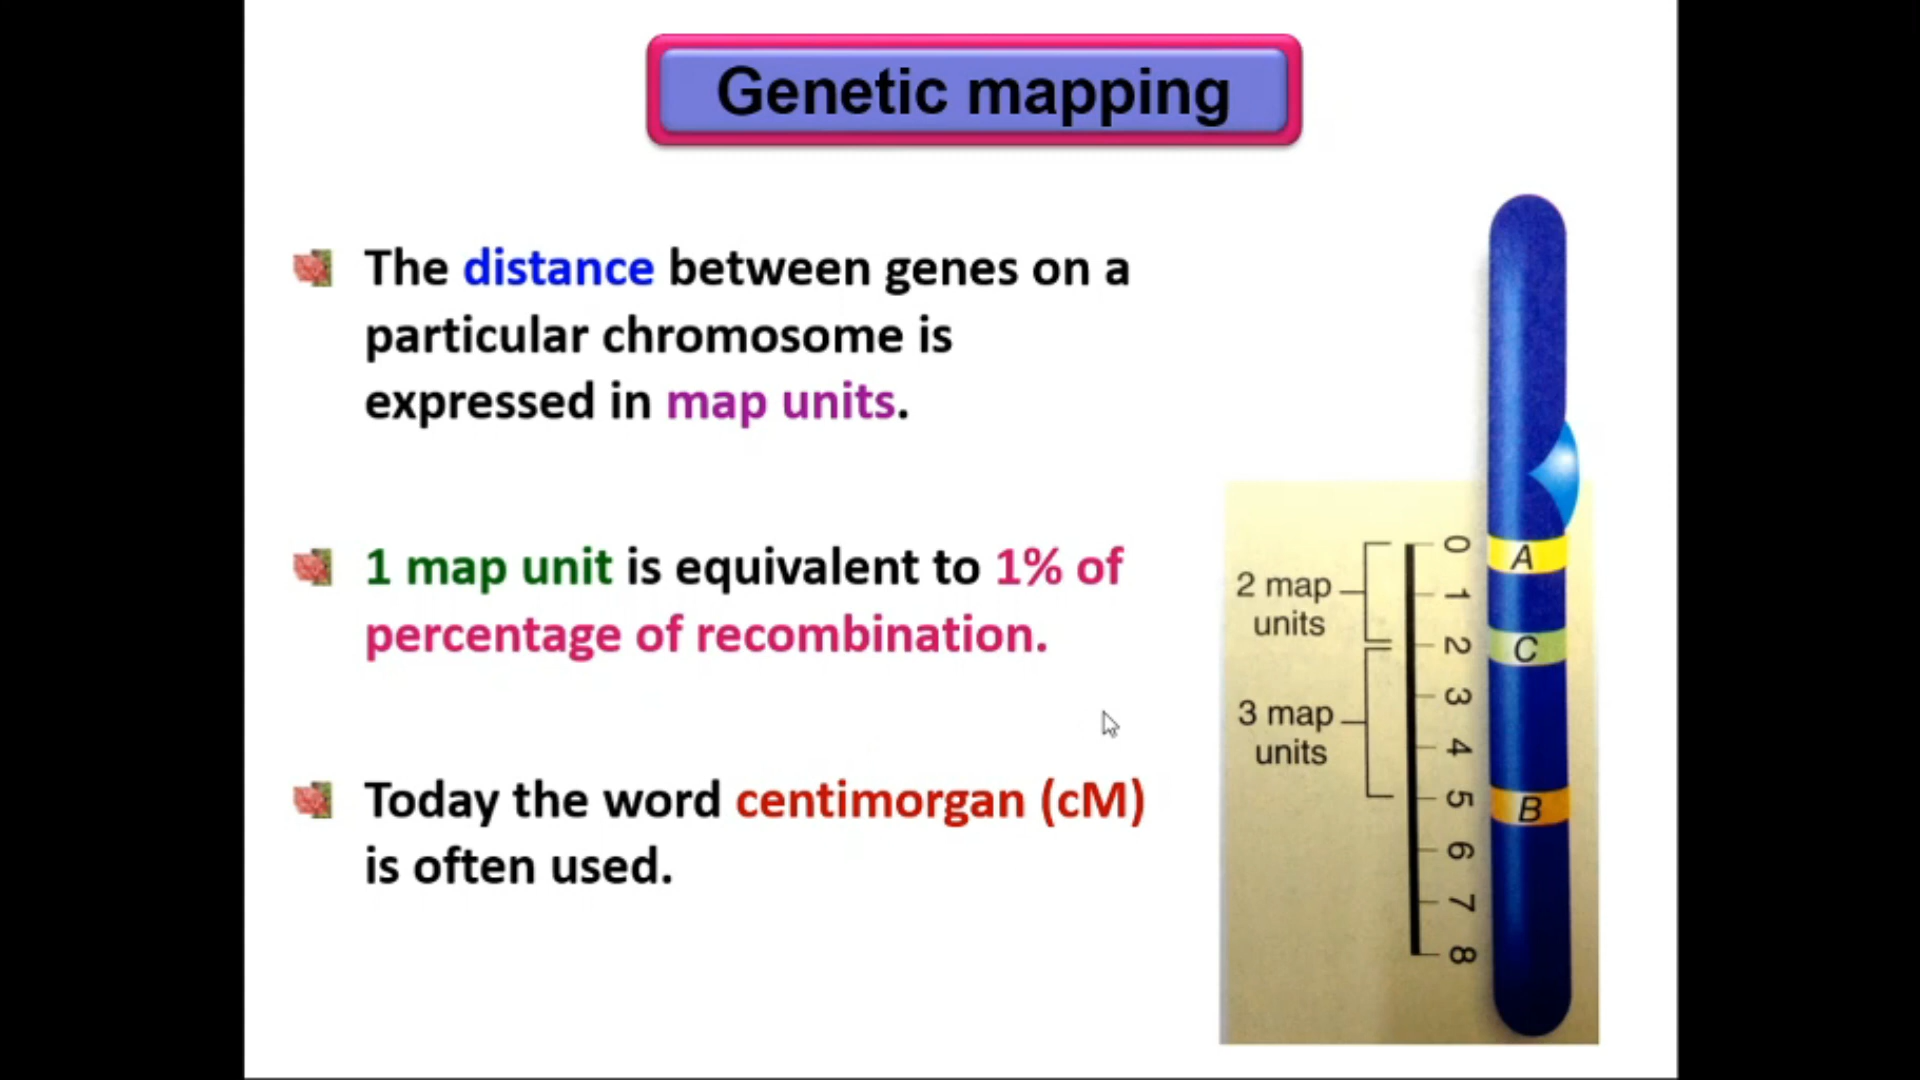 Genetic mapping
The distance between genes on a
particular chromosome is
expressed in map units.
1 map unit is equivalent to 1% of
percentage of recombination.
Today the word centimorgan (cM)
is often used.
2 map
units
3 map
units
0
1
2
3
4
5
6
7
8
A
C
B